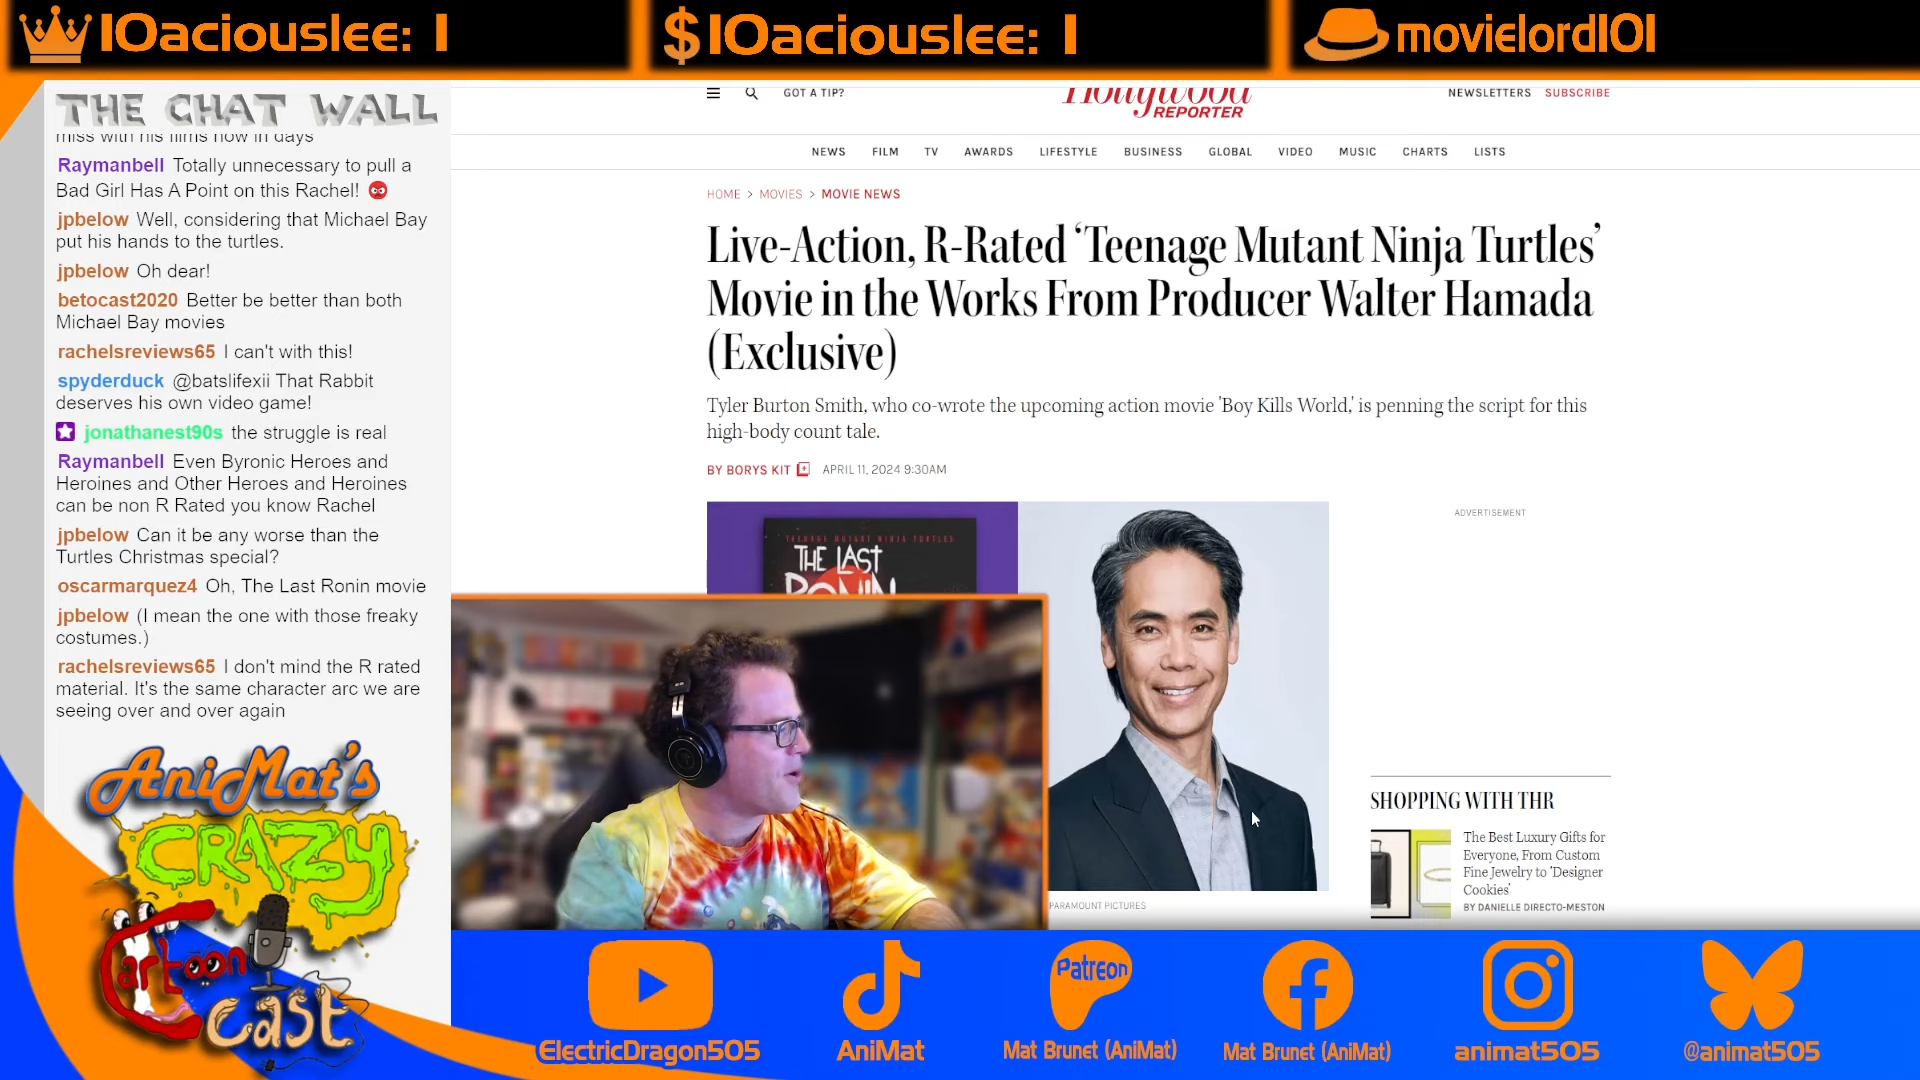 10aciouslee: 1
$10aciouslee: 1
movielord101
THE CHAT WALL
miss with his films now in days
Raymanbell Totally unnecessary to pull a
Bad Girl Has A Point on this Rachel!
jpbelow Well, considering that Michael Bay
put his hands to the turtles.
jpbelow Oh dear!
betocast2020 Better be better than both
Michael Bay movies
rachelsreviews65 I can't with this!
spyderduck @batslifexii That Rabbit
deserves his own video game!
jonathanest90s the struggle is real
Raymanbell Even Byronic Heroes and
Heroines and Other Heroes and Heroines
can be non R Rated you know Rachel
jpbelow Can it be any worse than the
Turtles Christmas special?
oscarmarquez4 Oh, The Last Ronin movie
jpbelow (I mean the one with those freaky
costumes.)
rachelsreviews65 I don't mind the R rated
material. It's the same character arc we are
seeing over and over again
AniMat's
CRAZY
Cartoon
Cast
GOT A TIP?
Hollywood
REPORTER
NEWSLETTERS SUBSCRIBE
NEWS FILM TV AWARDS LIFESTYLE BUSINESS GLOBAL VIDEO MUSIC CHARTS LISTS
HOME > MOVIES > MOVIE NEWS
Live-Action, R-Rated ‘Teenage Mutant Ninja Turtles’
Movie in the Works From Producer Walter Hamada
(Exclusive)
Tyler Burton Smith, who co-wrote the upcoming action movie 'Boy Kills World,' is penning the script for this
high-body count tale.
BY BORYS KIT APRIL 11, 2024 9:30AM
TEENAGE MUTANT NINJA TURTLES
THE LAST
RONIN
PARAMOUNT PICTURES
ADVERTISEMENT
SHOPPING WITH THR
The Best Luxury Gifts for
Everyone, From Custom
Fine Jewelry to 'Designer
Cookies'
BY DANIELLE DIRECTO-MESTON
Patreon
ElectricDragon505
AniMat
Mat Brunet (AniMat)
Mat Brunet (AniMat)
animat505
@animat505